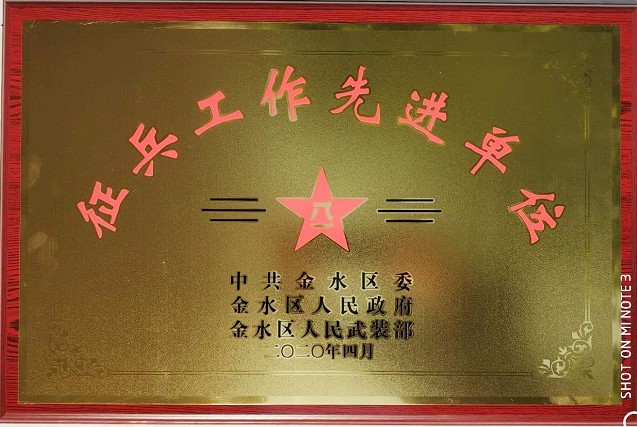 征兵工作先进单位
八一
中共金水区委
金水区人民政府
金水区人民武装部
二〇二〇年四月
SHOT ON MI NOTE 3